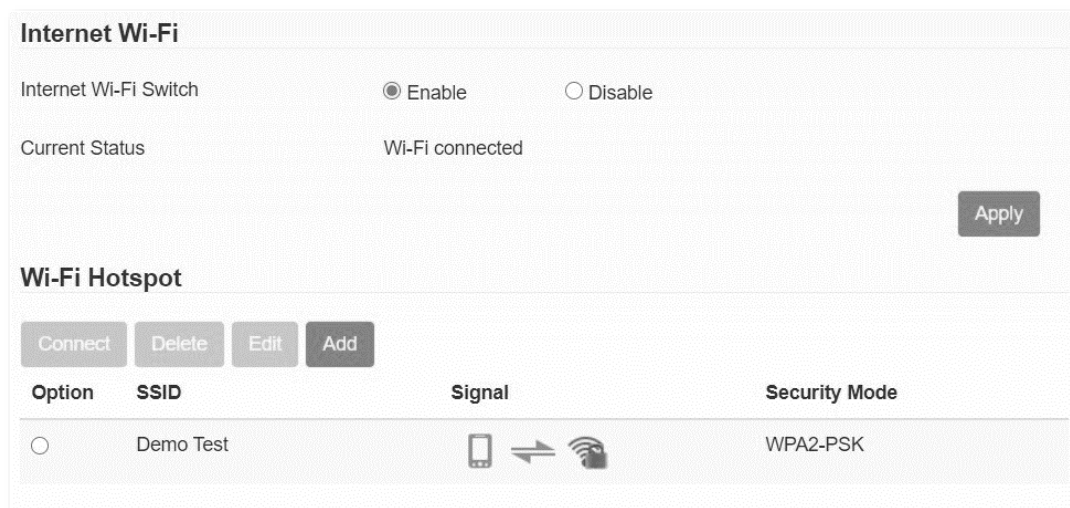 Internet Wi-Fi
Internet Wi-Fi Switch Enable Disable
Current Status Wi-Fi connected
Apply
Wi-Fi Hotspot
Connect Delete Edit Add
Option SSID Signal Security Mode
Demo Test WPA2-PSK